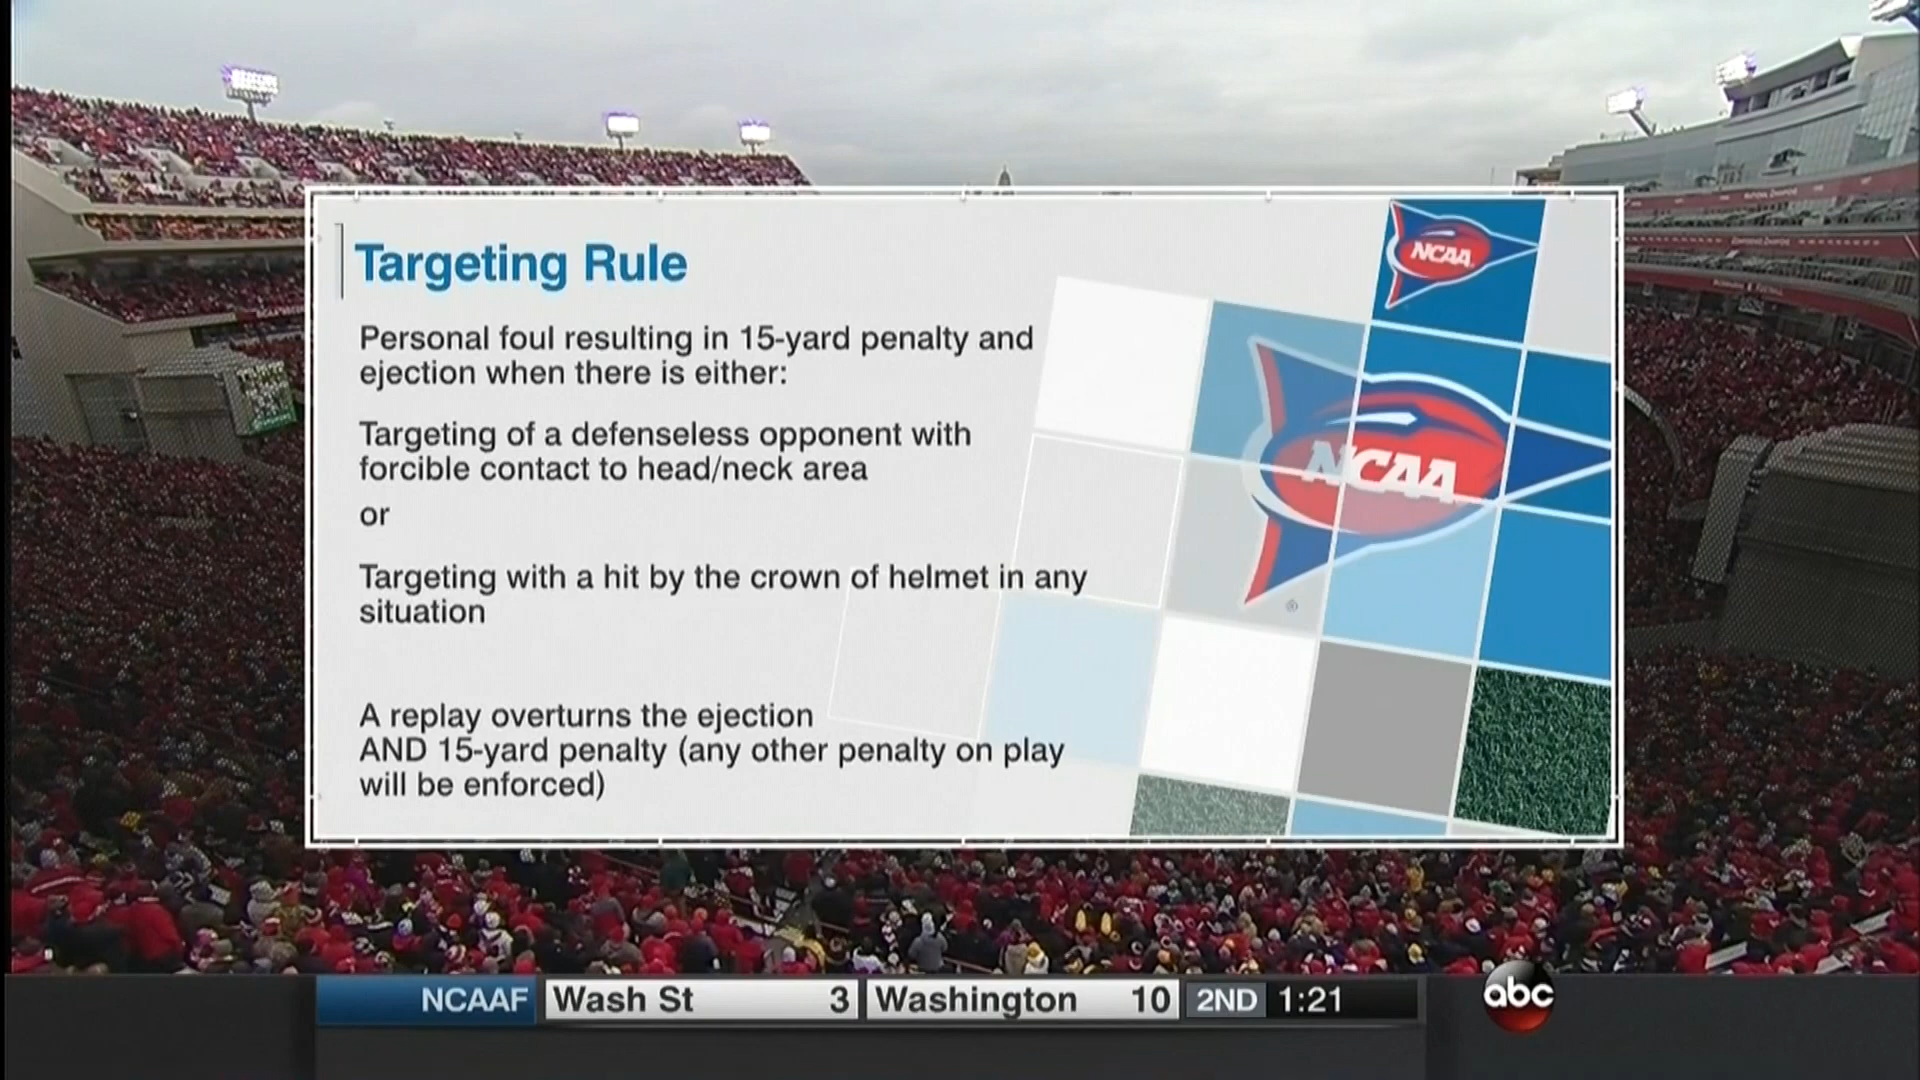 Targeting Rule
NCAA
Personal foul resulting in 15-yard penalty and
ejection when there is either:
Targeting of a defenseless opponent with
forcible contact to head/neck area
NCAA
or
Targeting with a hit by the crown of helmet in any
situation
®
A replay overturns the ejection
AND 15-yard penalty (any other penalty on play
will be enforced)
NCAAF Wash St 3 Washington 10 2ND 1:21
abc